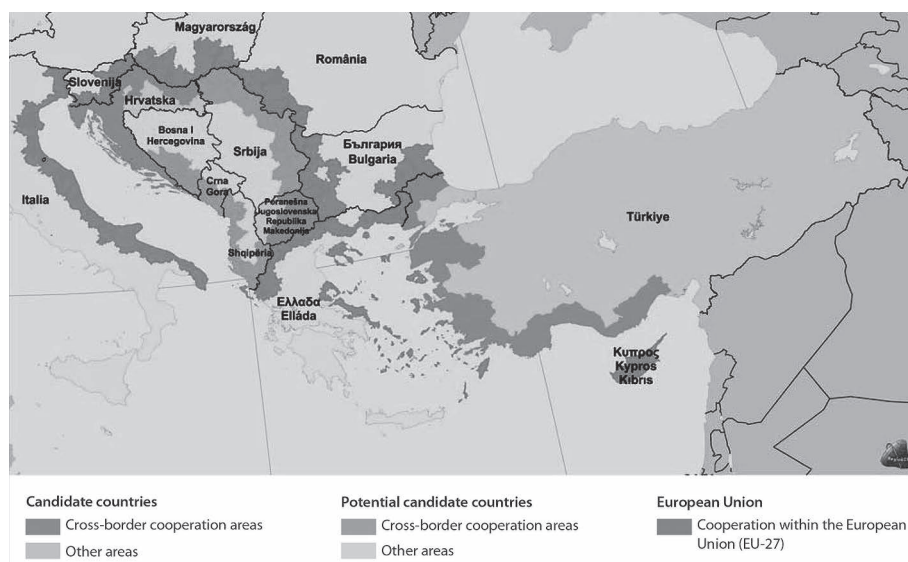 Magyarország
România
Slovenija
Hrvatska
Bosna I
Hercegovina
Srbija
България
Bulgaria
Crna
Gora
Peranešna
Jugoslovenska
Republika
Makedonija
Italia
Türkiye
Shqipëria
Ελλαδα
Elláda
Κυπρος
Kypros
Kıbrıs
Candidate countries
Cross-border cooperation areas
Other areas
Potential candidate countries
Cross-border cooperation areas
Other areas
European Union
Cooperation within the European
Union (EU-27)